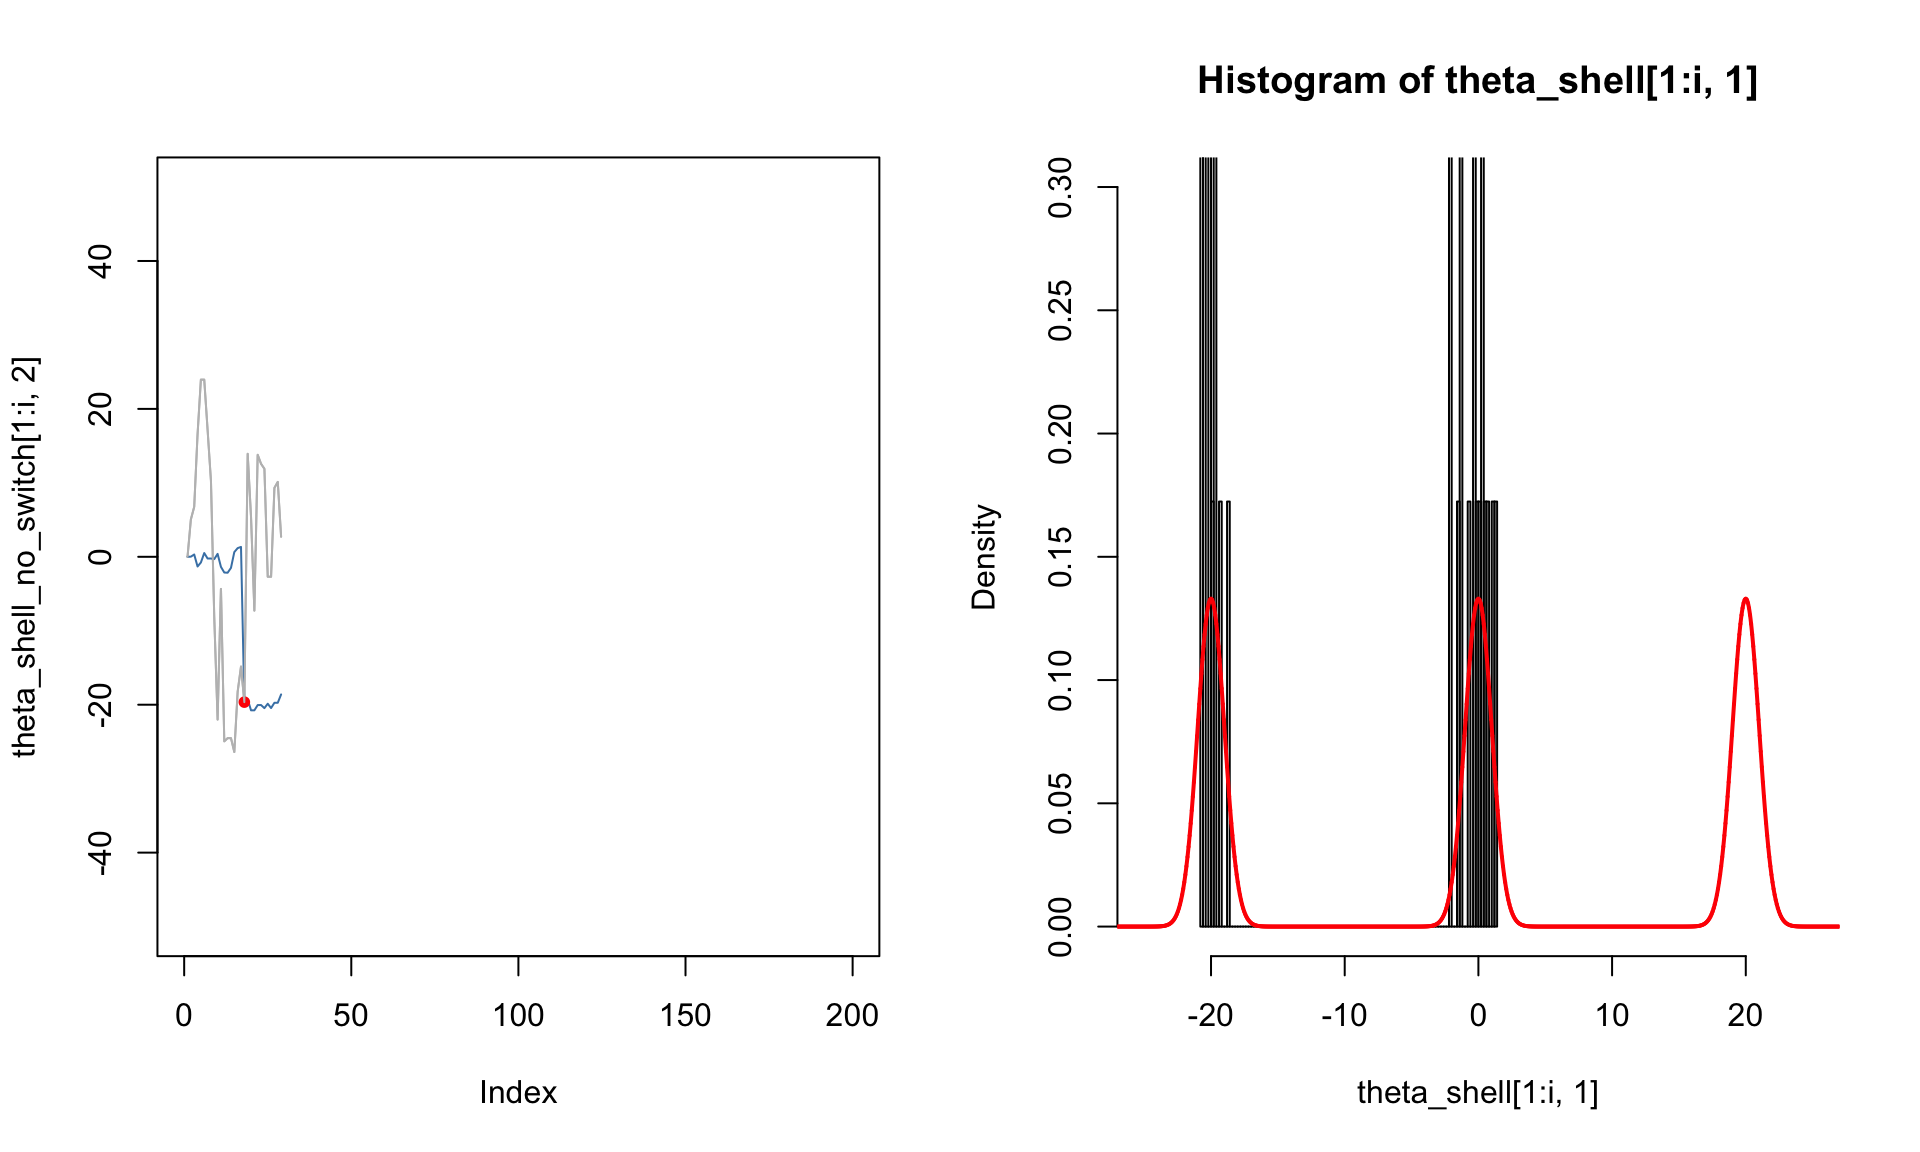 theta_shell_no_switch[1:i, 2]
40
20
0
-20
-40
0 50 100 150 200
Index
Histogram of theta_shell[1:i, 1]
Density
0.30
0.25
0.20
0.15
0.10
0.05
0.00
-20 -10 0 10 20
theta_shell[1:i, 1]